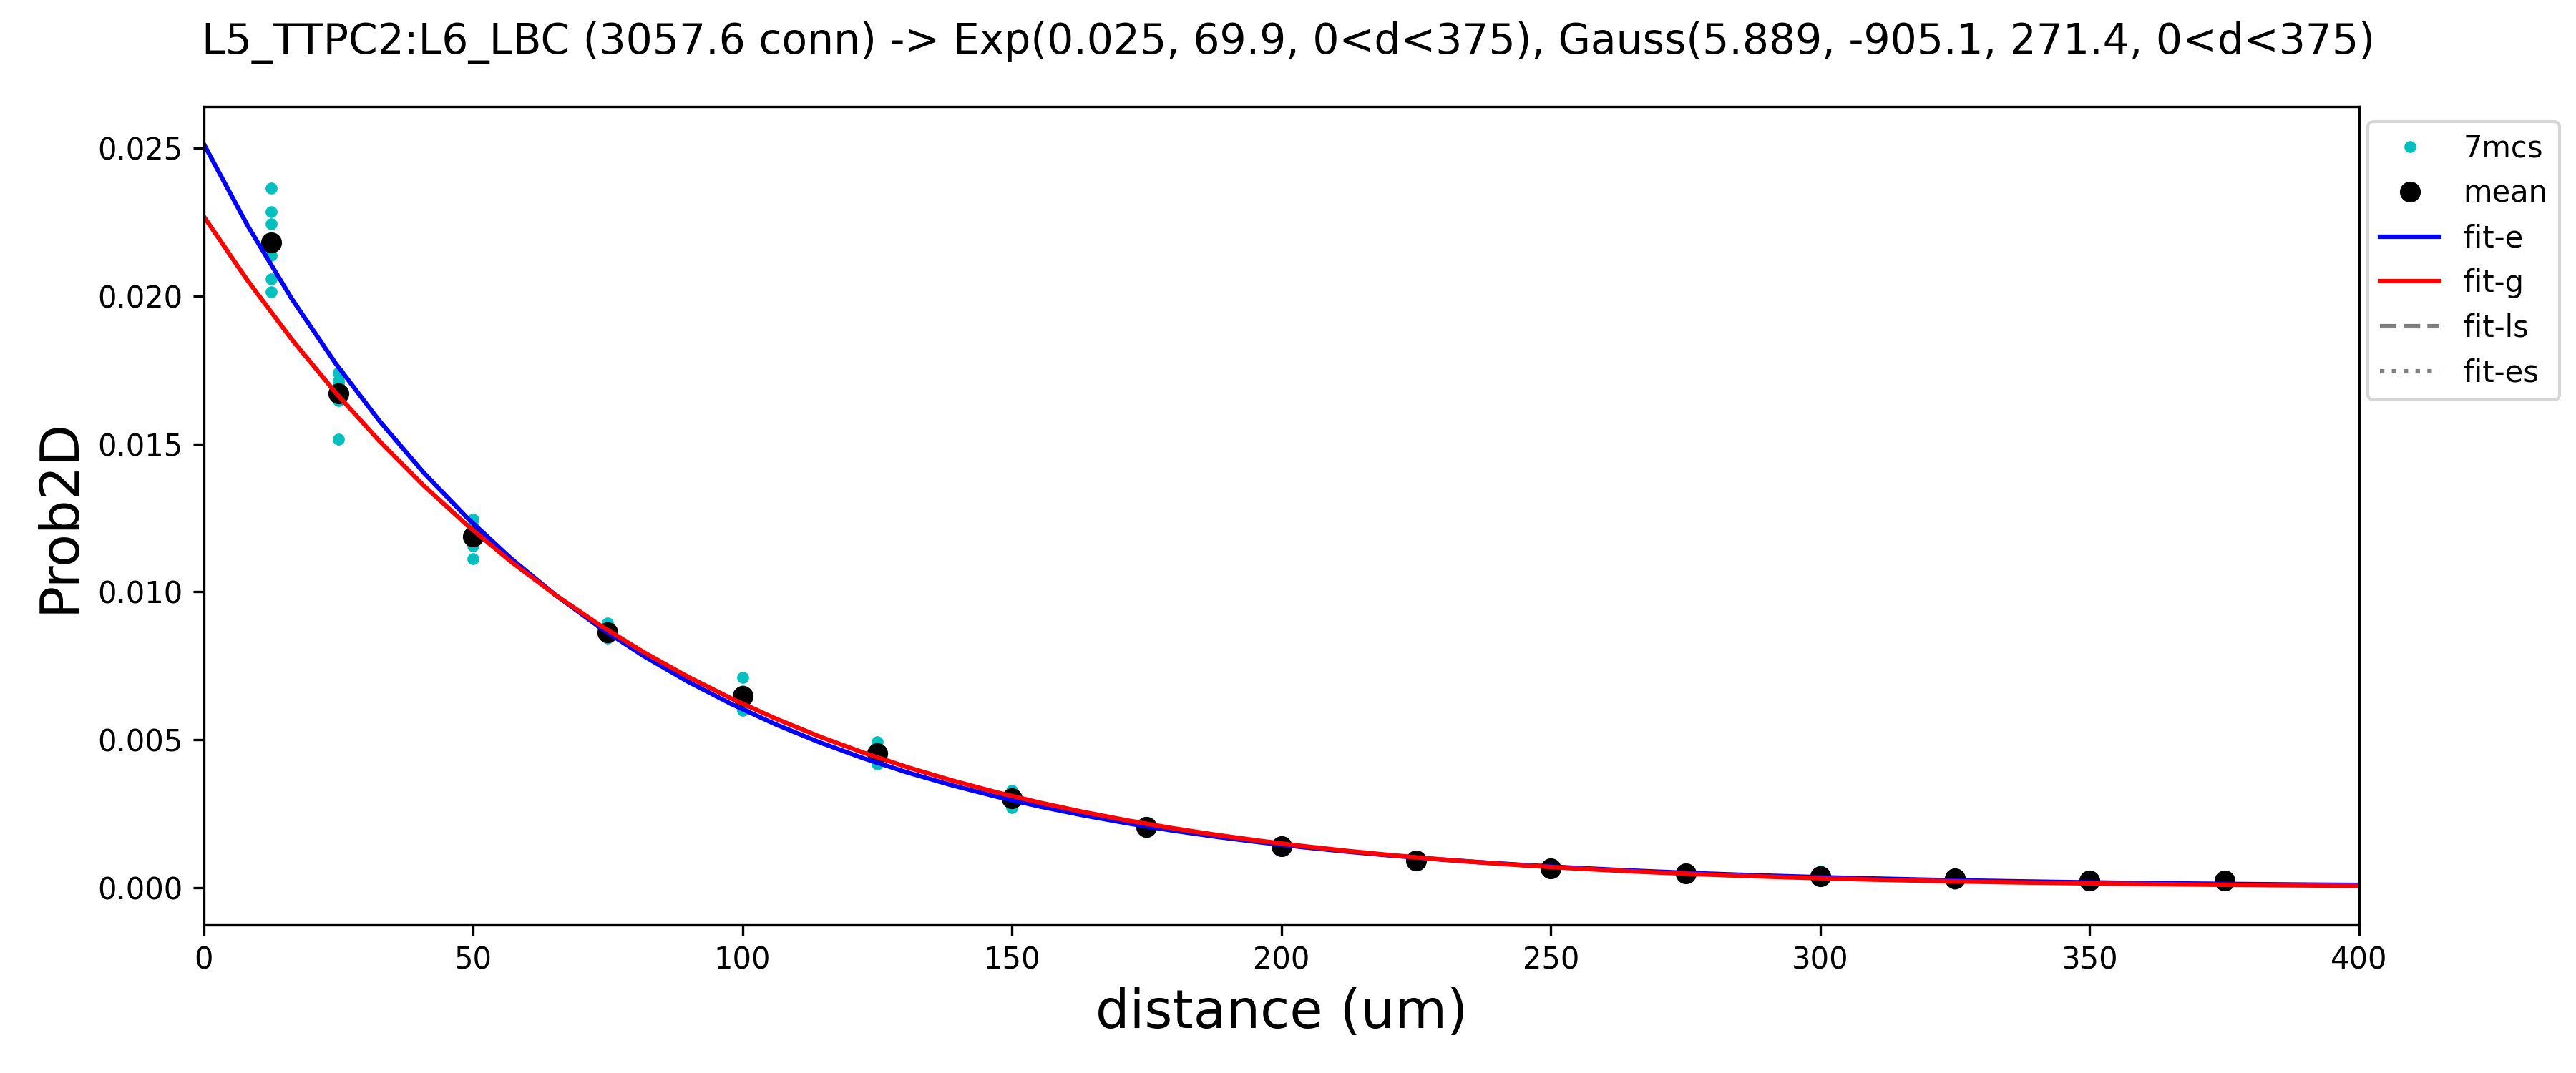 L5_TTPC2:L6_LBC (3057.6 conn) -> Exp(0.025, 69.9, 0<d<375), Gauss(5.889, -905.1, 271.4, 0<d<375)
0.025
0.020
0.015
0.010
0.005
0.000
Prob2D
0 50 100 150 200 250 300 350 400
distance (um)
7mcs
mean
fit-e
fit-g
fit-ls
fit-es